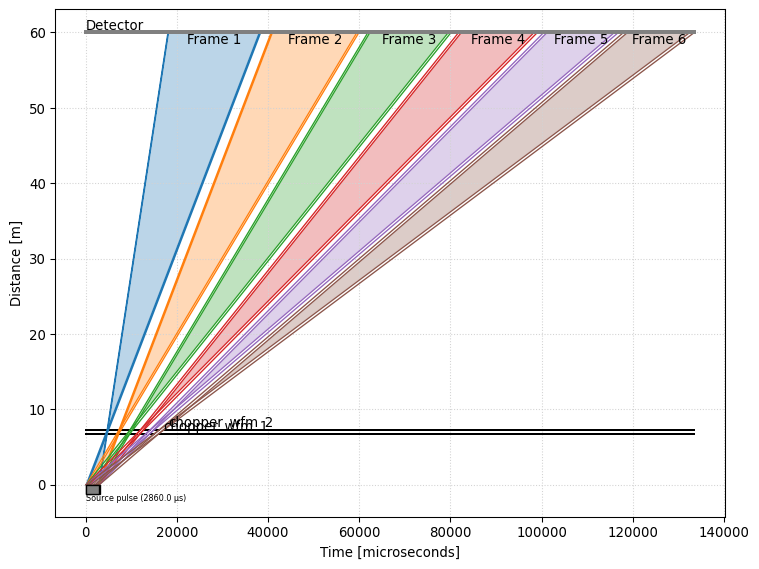 Detector
Frame 1 Frame 2 Frame 3 Frame 4 Frame 5 Frame 6
60
50
40
30
20
10
0
Distance [m]
chopper_wfm_2
chopper_wfm_1
Source pulse (2860.0 μs)
0 20000 40000 60000 80000 100000 120000 140000
Time [microseconds]